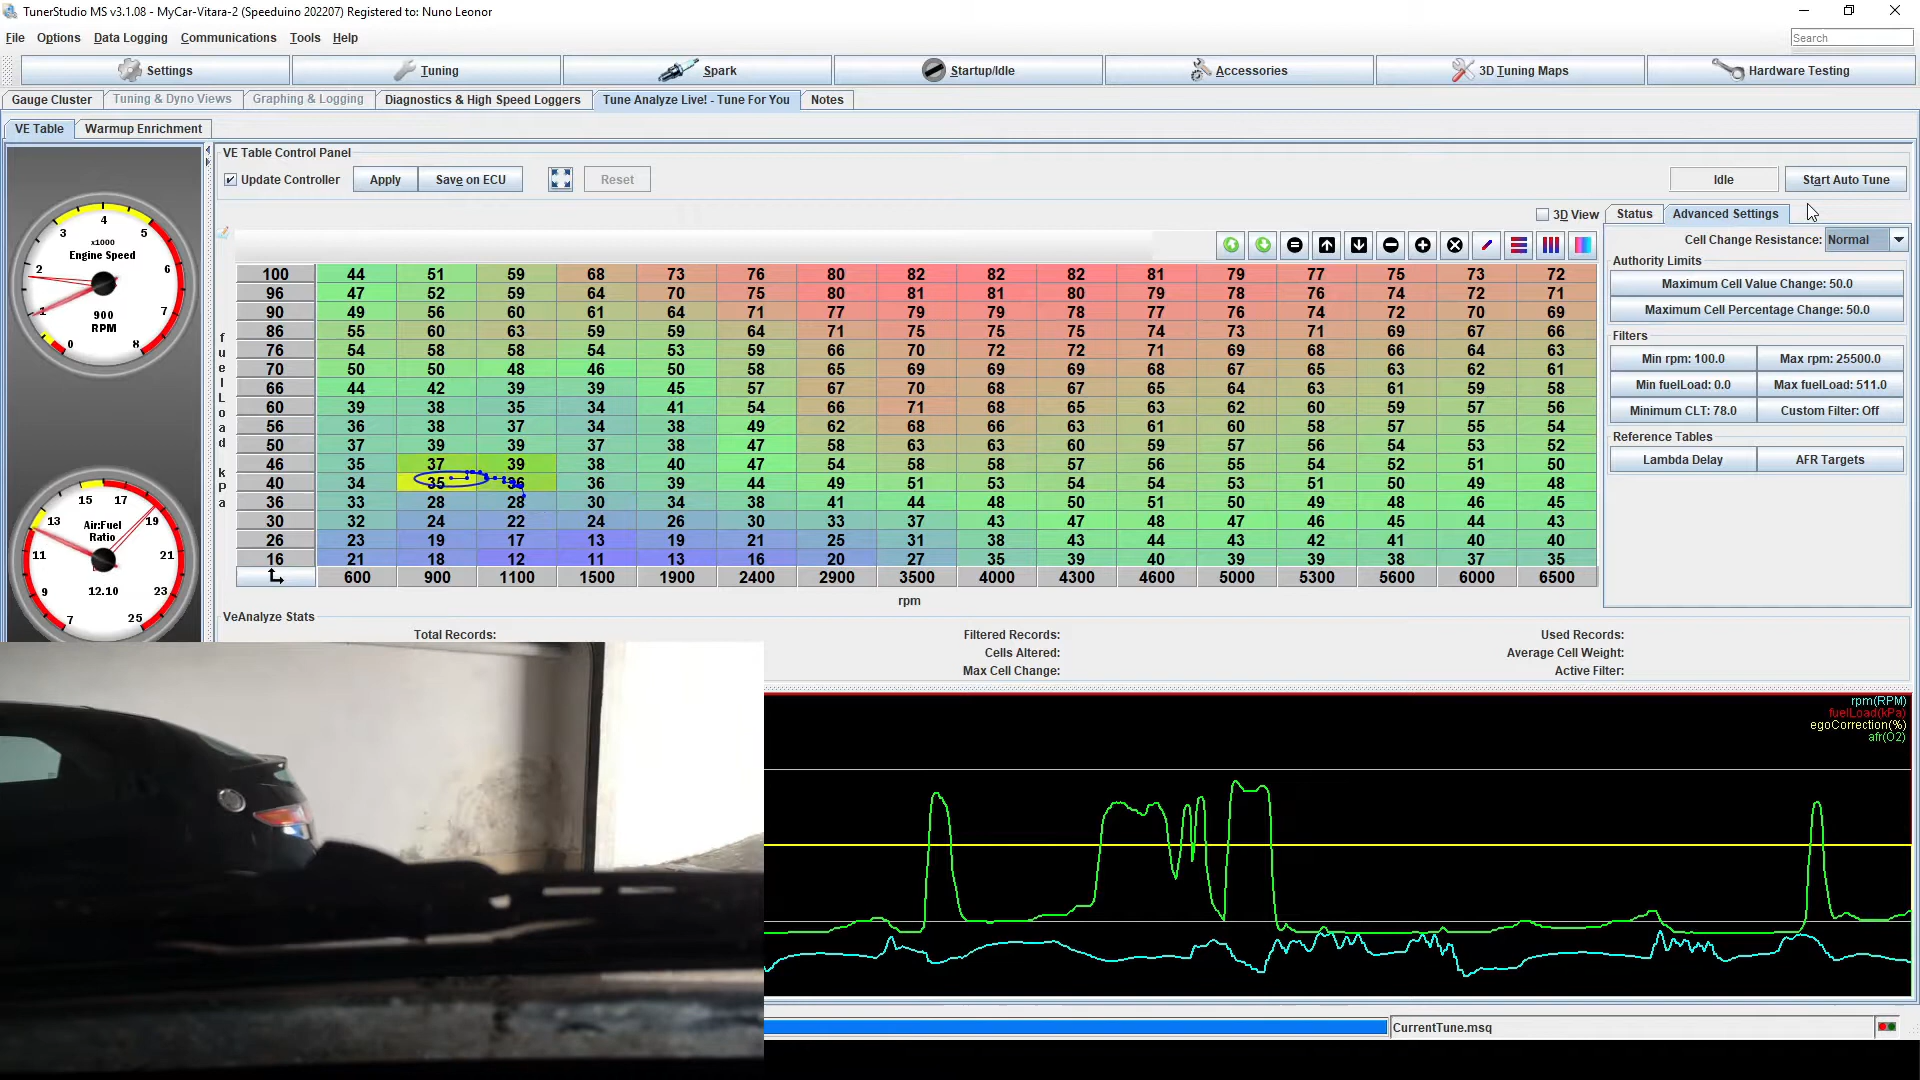 TunerStudio MS v3.1.08 - MyCar-Vitara-2 (Speeduino 202207) Registered to: Nuno Leonor
File Options Data Logging Communications Tools Help Search
Settings Tuning Spark Startup/Idle Accessories 3D Tuning Maps Hardware Testing
Gauge Cluster Tuning & Dyno Views Graphing & Logging Diagnostics & High Speed Loggers Tune Analyze Live! - Tune For You Notes
VE Table Warmup Enrichment
VE Table Control Panel
Update Controller Apply Save on ECU Reset Idle Start Auto Tune
3D View Status Advanced Settings
Cell Change Resistance: Normal
Authority Limits
Maximum Cell Value Change: 50.0
Maximum Cell Percentage Change: 50.0
Filters
Min rpm: 100.0 Max rpm: 25500.0
Min fuelLoad: 0.0 Max fuelLoad: 511.0
Minimum CLT: 78.0 Custom Filter: Off
Reference Tables
Lambda Delay AFR Targets
0 1 2 3 4 5 6 7 8
x1000
Engine Speed
900
RPM
7 9 11 13 15 17 19 21 23 25
Air:Fuel
Ratio
12.10
fuelLoad kPa
100 44 51 59 68 73 76 80 82 82 82 81 79 77 75 73 72
96 47 52 59 64 70 75 80 81 81 80 79 78 76 74 72 71
90 49 56 60 61 64 71 77 79 79 78 77 76 74 72 70 69
86 55 60 63 59 59 64 71 75 75 75 74 73 71 69 67 66
76 54 58 58 54 53 59 66 70 72 72 71 69 68 66 64 63
70 50 50 48 46 50 58 65 69 69 69 68 67 65 63 62 61
66 44 42 39 39 45 57 67 70 68 67 65 64 63 61 59 58
60 39 38 35 34 41 54 66 71 68 65 63 62 60 59 57 56
56 36 38 37 34 38 49 62 68 66 63 61 60 58 57 55 54
50 37 39 39 37 38 47 58 63 63 60 59 57 56 54 53 52
46 35 37 39 38 40 47 54 58 58 57 56 55 54 52 51 50
40 34 35 36 36 39 44 49 51 53 54 54 53 51 50 49 48
36 33 28 28 30 34 38 41 44 50 51 50 50 49 48 46 45
30 32 24 22 24 26 30 33 37 43 47 48 47 46 45 44 43
26 23 19 17 13 19 21 25 31 38 43 44 43 42 41 40 40
16 21 18 12 11 13 16 20 27 35 39 40 39 39 38 37 35
600 900 1100 1500 1900 2400 2900 3500 4000 4300 4600 5000 5300 5600 6000 6500
rpm
VeAnalyze Stats
Total Records: Filtered Records: Used Records:
Cells Altered: Average Cell Weight:
Max Cell Change: Active Filter:
rpm(RPM)
fuelLoad(kPa)
egoCorrection(%)
afr(O2)
CurrentTune.msq